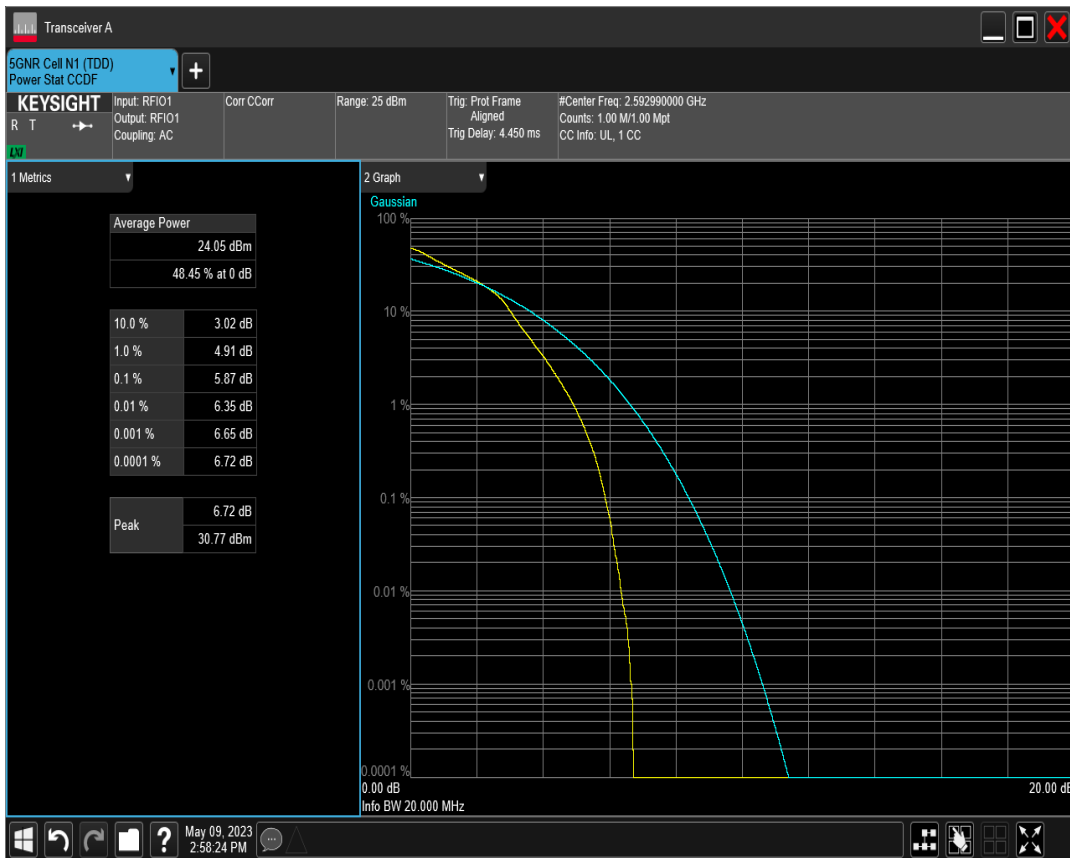 Transceiver A
5GNR Cell N1 (TDD)
Power Stat CCDF
+
KEYSIGHT
R T
LXI
Input: RFIO1
Output: RFIO1
Coupling: AC
Corr CCorr
Range: 25 dBm
Trig: Prot Frame
Aligned
Trig Delay: 4.450 ms
#Center Freq: 2.592990000 GHz
Counts: 1.00 M/1.00 Mpt
CC Info: UL, 1 CC
1 Metrics
Average Power
24.05 dBm
48.45 % at 0 dB
10.0 % 3.02 dB
1.0 % 4.91 dB
0.1 % 5.87 dB
0.01 % 6.35 dB
0.001 % 6.65 dB
0.0001 % 6.72 dB
Peak
6.72 dB
30.77 dBm
2 Graph
Gaussian
100 %
10 %
1 %
0.1 %
0.01 %
0.001 %
0.0001 %
0.00 dB 20.00 dB
Info BW 20.000 MHz
?
May 09, 2023
2:58:24 PM